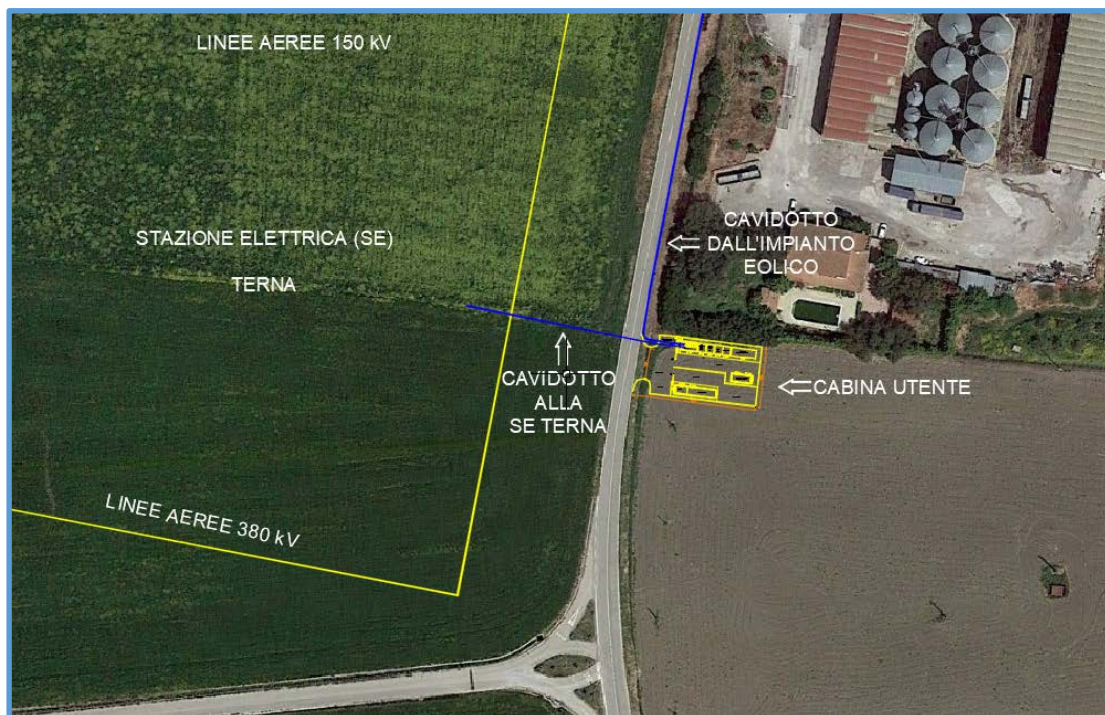 LINEE AEREE 150 kV
STAZIONE ELETTRICA (SE)
TERNA
CAVIDOTTO
DALL'IMPIANTO
EOLICO
CAVIDOTTO
ALLA
SE TERNA
CABINA UTENTE
LINEE AEREE 380 kV